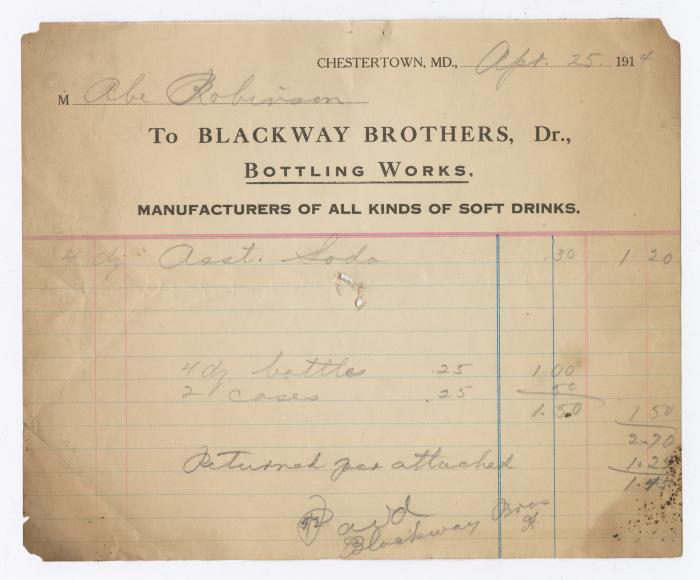 CHESTERTOWN, MD., Apr. 25. 1914
M Abe Robinson
To BLACKWAY BROTHERS, Dr.,
BOTTLING WORKS,
MANUFACTURERS OF ALL KINDS OF SOFT DRINKS.
4 dz Asst. Soda .30 1 20
4 dz bottles .25 1.00
2 cases .25 50
1.50 1 50
2.70
Returned per attached 1.25
1.45
Paid
Blackway Bros